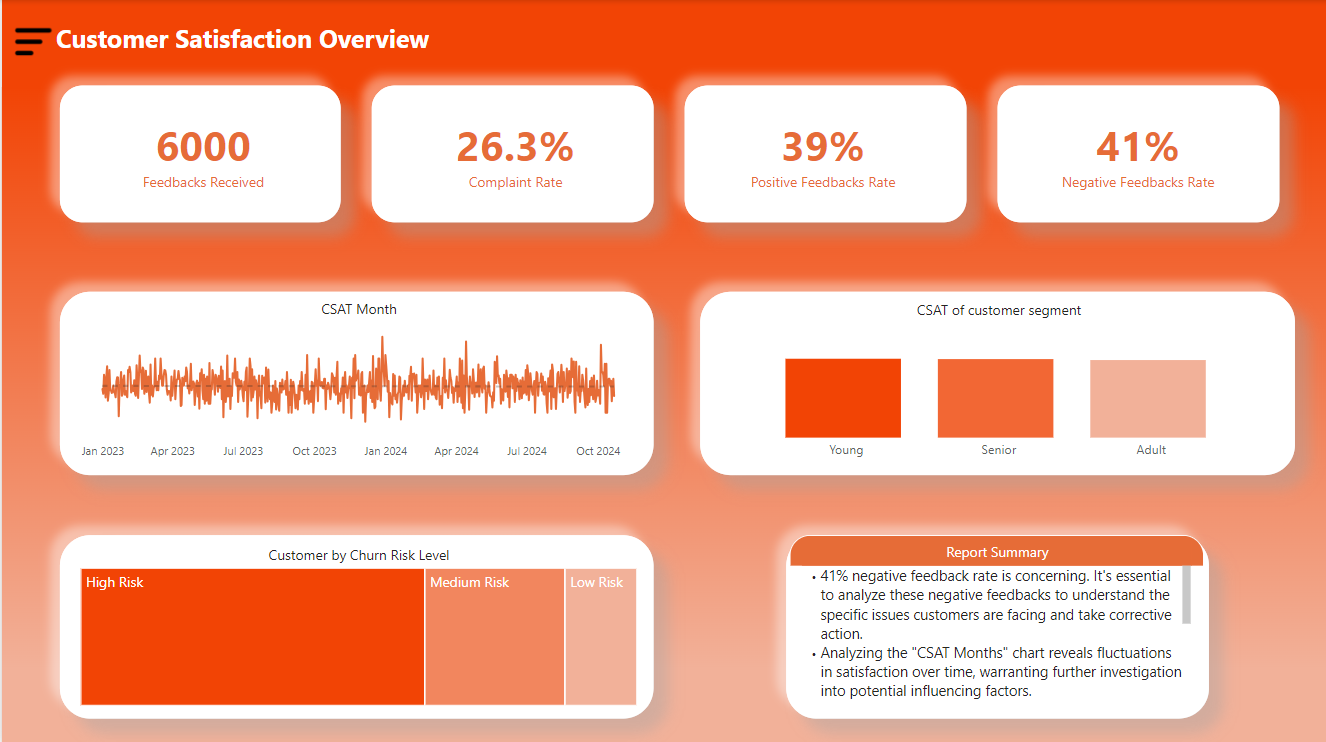 Customer Satisfaction Overview
6000
Feedbacks Received
26.3%
Complaint Rate
39%
Positive Feedbacks Rate
41%
Negative Feedbacks Rate
CSAT Month
Jan 2023 Apr 2023 Jul 2023 Oct 2023 Jan 2024 Apr 2024 Jul 2024 Oct 2024
CSAT of customer segment
Young Senior Adult
Customer by Churn Risk Level
High Risk Medium Risk Low Risk
Report Summary
• 41% negative feedback rate is concerning. It's essential
to analyze these negative feedbacks to understand the
specific issues customers are facing and take corrective
action.
• Analyzing the "CSAT Months" chart reveals fluctuations
in satisfaction over time, warranting further investigation
into potential influencing factors.